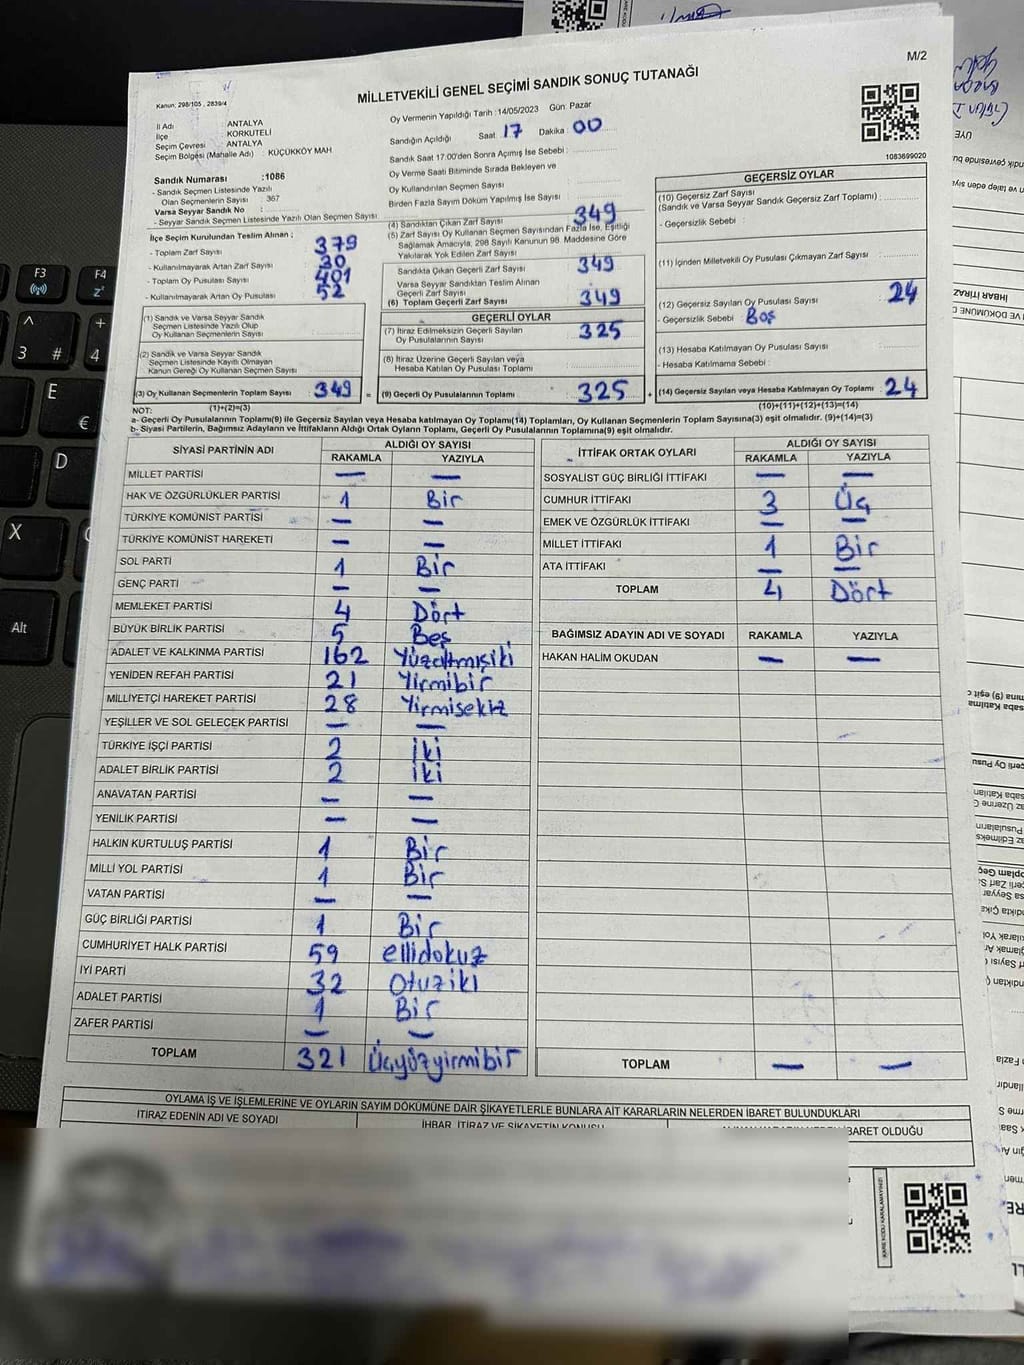 M/2
MİLLETVEKİLİ GENEL SEÇİMİ SANDIK SONUÇ TUTANAĞI
Kanun: 298/105 , 2839/4
İl Adı : ANTALYA
İlçe : KORKUTELİ
Seçim Çevresi : ANTALYA
Seçim Bölgesi (Mahalle Adı) : KÜÇÜKKÖY MAH.
Sandık Numarası :1086
- Sandık Seçmen Listesinde Yazılı
Olan Seçmenlerin Sayısı : 367
Varsa Seyyar Sandık No :
- Seyyar Sandık Seçmen Listesinde Yazılı Olan Seçmen Sayısı
İlçe Seçim Kurulundan Teslim Alınan ;
- Toplam Zarf Sayısı 379
- Kullanılmayarak Artan Zarf Sayısı 30
- Toplam Oy Pusulası Sayısı 401
- Kullanılmayarak Artan Oy Pusulası 52
(1) Sandık ve Varsa Seyyar Sandık
Seçmen Listesinde Yazılı Olup
Oy Kullanan Seçmenlerin Sayısı
(2) Sandık ve Varsa Seyyar Sandık
Seçmen Listesinde Kayıtlı Olmayan
Kanun Gereği Oy Kullanan Seçmen Sayısı
(3) Oy Kullanan Seçmenlerin Toplam Sayısı 349 =
(1)+(2)=(3)
Oy Vermenin Yapıldığı Tarih : 14/05/2023 Gün: Pazar
Sandığın Açıldığı Saat 17 Dakika : 00
Sandık Saat 17:00'den Sonra Açımış İse Sebebi :
Oy Verme Saati Bitiminde Sırada Bekleyen ve
Oy Kullandırılan Seçmen Sayısı
Birden Fazla Sayım Döküm Yapılmış İse Sayısı
(4) Sandıktan Çıkan Zarf Sayısı 349
(5) Zarf Sayısı Oy Kullanan Seçmen Sayısından Fazla İse, Eşitliği
Sağlamak Amacıyla, 298 Sayılı Kanunun 98. Maddesine Göre
Yakılarak Yok Edilen Zarf Sayısı
Sandıkta Çıkan Geçerli Zarf Sayısı 349
Varsa Seyyar Sandıktan Teslim Alınan
Geçerli Zarf Sayısı
(6) Toplam Geçerli Zarf Sayısı 349
GEÇERLİ OYLAR
(7) İtiraz Edilmeksizin Geçerli Sayılan
Oy Pusulalarının Sayısı 325
(8) İtiraz Üzerine Geçerli Sayılan veya
Hesaba Katılan Oy Pusulası Toplamı
(9) Geçerli Oy Pusulalarının Toplamı 325 +
1083699020
GEÇERSİZ OYLAR
(10) Geçersiz Zarf Sayısı
(Sandık ve Varsa Seyyar Sandık Geçersiz Zarf Toplamı) :
- Geçersizlik Sebebi :
(11) İçinden Milletvekili Oy Pusulası Çıkmayan Zarf Sayısı
(12) Geçersiz Sayılan Oy Pusulası Sayısı 24
- Geçersizlik Sebebi : Boş
(13) Hesaba Katılmayan Oy Pusulası Sayısı
- Hesaba Katılmama Sebebi :
(14) Geçersiz Sayılan veya Hesaba Katılmayan Oy Toplamı 24
(10)+(11)+(12)+(13)=(14)
NOT:
a- Geçerli Oy Pusulalarının Toplamı(9) ile Geçersiz Sayılan veya Hesaba katılmayan Oy Toplamı(14) Toplamları, Oy Kullanan Seçmenlerin Toplam Sayısına(3) eşit olmalıdır. (9)+(14)=(3)
b- Siyasi Partilerin, Bağımsız Adayların ve İttifakların Aldığı Ortak Oyların Toplamı, Geçerli Oy Pusulalarının Toplamına(9) eşit olmalıdır.
SİYASİ PARTİNİN ADI ALDIĞI OY SAYISI
RAKAMLA YAZIYLA
MİLLET PARTİSİ — —
HAK VE ÖZGÜRLÜKLER PARTİSİ 1 Bir
TÜRKİYE KOMÜNİST PARTİSİ — —
TÜRKİYE KOMÜNİST HAREKETİ — —
SOL PARTİ 1 Bir
GENÇ PARTİ — —
MEMLEKET PARTİSİ 4 Dört
BÜYÜK BİRLİK PARTİSİ 5 Beş
ADALET VE KALKINMA PARTİSİ 162 Yüzaltmışiki
YENİDEN REFAH PARTİSİ 21 Yirmibir
MİLLİYETÇİ HAREKET PARTİSİ 28 Yirmisekiz
YEŞİLLER VE SOL GELECEK PARTİSİ — —
TÜRKİYE İŞÇİ PARTİSİ 2 İki
ADALET BİRLİK PARTİSİ 2 İki
ANAVATAN PARTİSİ — —
YENİLİK PARTİSİ — —
HALKIN KURTULUŞ PARTİSİ 1 Bir
MİLLİ YOL PARTİSİ 1 Bir
VATAN PARTİSİ — —
GÜÇ BİRLİĞİ PARTİSİ 1 Bir
CUMHURİYET HALK PARTİSİ 59 ellidokuz
İYİ PARTİ 32 Otuziki
ADALET PARTİSİ 1 Bir
ZAFER PARTİSİ — —
TOPLAM 321 Üçyüzyirmibir
İTTİFAK ORTAK OYLARI ALDIĞI OY SAYISI
RAKAMLA YAZIYLA
SOSYALİST GÜÇ BİRLİĞİ İTTİFAKI — —
CUMHUR İTTİFAKI 3 Üç
EMEK VE ÖZGÜRLÜK İTTİFAKI — —
MİLLET İTTİFAKI 1 Bir
ATA İTTİFAKI — —
TOPLAM 4 Dört
BAĞIMSIZ ADAYIN ADI VE SOYADI RAKAMLA YAZIYLA
HAKAN HALİM OKUDAN — —
TOPLAM — —
OYLAMA İŞ VE İŞLEMLERİNE VE OYLARIN SAYIM DÖKÜMÜNE DAİR ŞİKAYETLERLE BUNLARA AİT KARARLARIN NELERDEN İBARET BULUNDUKLARI
İTİRAZ EDENİN ADI VE SOYADI
İHBAR, İTİRAZ VE ŞİKAYETİN KONUSU
BARET OLDUĞU
KARE KODU KARALAMAYINIZ!
F3
F4
3
#
4
+
E
€
D
X
Alt
Z
ÜYE
İHBAR İTİRAZ